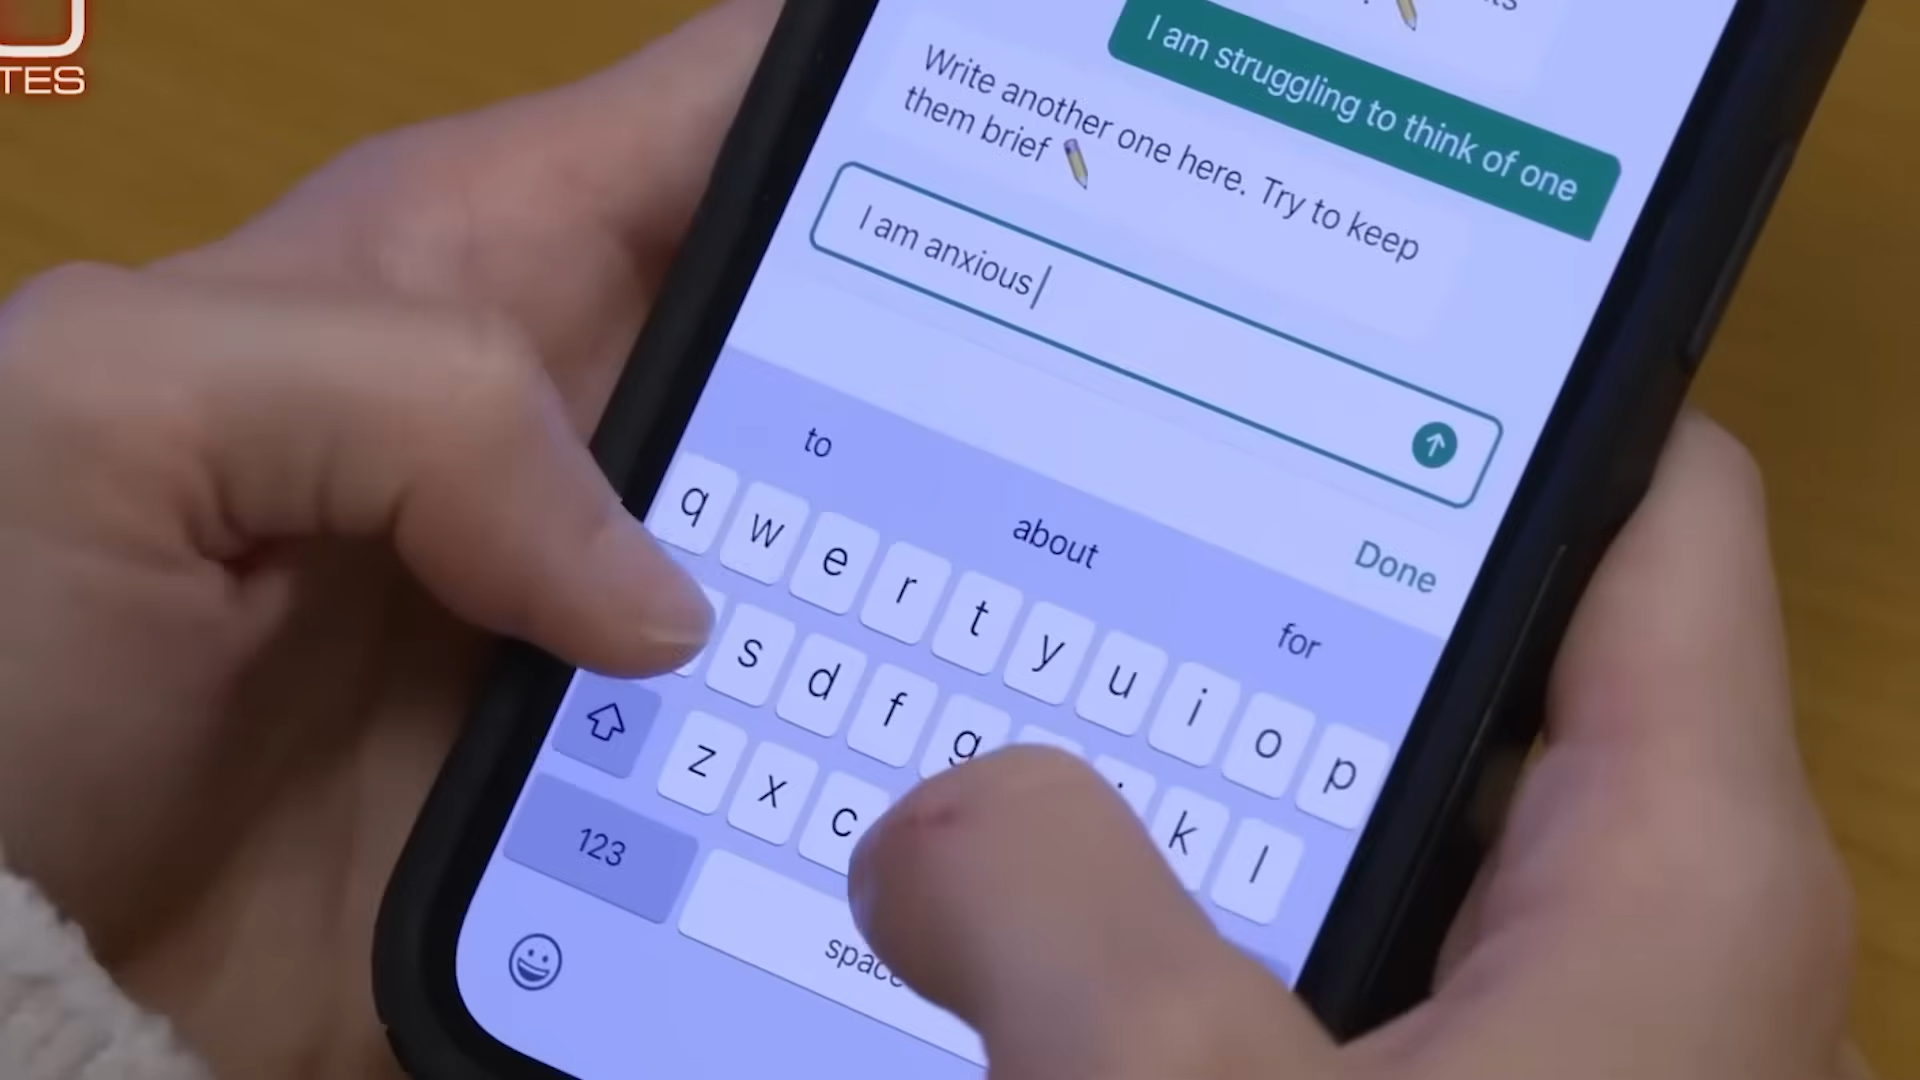 TES
I am struggling to think of one
Write another one here. Try to keep
them brief
I am anxious
to
about
for
Done
q w e r t y u i o p
s d f g k l
z x c
123
space